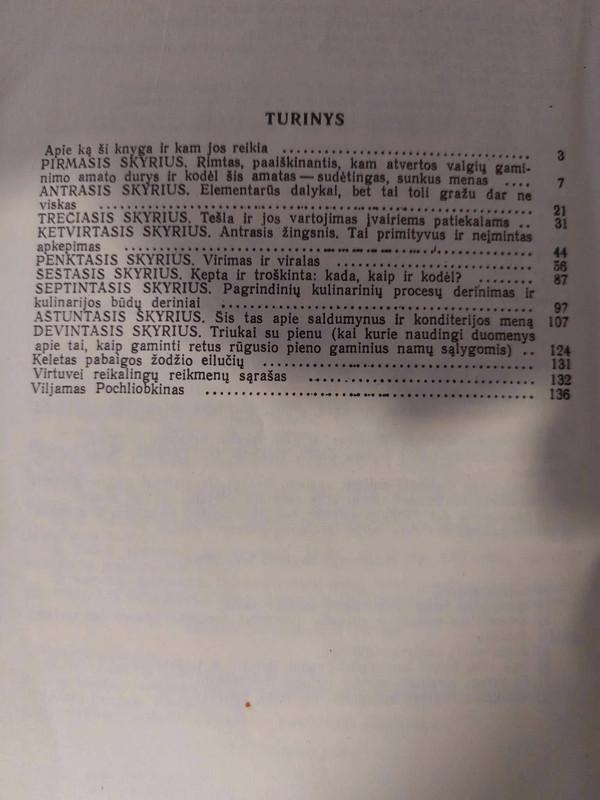 TURINYS
Apie ką ši knyga ir kam jos reikia .................................... 3
PIRMASIS SKYRIUS. Rimtas, paaiškinantis, kam atvertos valgių gami-
nimo amato durys ir kodėl šis amatas — sudėtingas, sunkus menas .... 7
ANTRASIS SKYRIUS. Elementarūs dalykai, bet tai toli gražu dar ne
viskas .................................................... 21
TREČIASIS SKYRIUS. Tešla ir jos vartojimas įvairiems patiekalams .. 31
KETVIRTASIS SKYRIUS. Antrasis žingsnis. Tai primityvus ir neįmintas
apkepimas .................................................... 44
PENKTASIS SKYRIUS. Virimas ir viralas .................... 56
ŠEŠTASIS SKYRIUS. Kepta ir troškinta: kada, kaip ir kodėl? ........ 87
SEPTINTASIS SKYRIUS. Pagrindinių kulinarinių procesų derinimas ir
kulinarijos būdų deriniai ........................................ 97
AŠTUNTASIS SKYRIUS. Šis tas apie saldumynus ir konditerijos meną 107
DEVINTASIS SKYRIUS. Triukai su pienu (kai kurie naudingi duomenys
apie tai, kaip gaminti retus rūgusio pieno gaminius namų sąlygomis) .. 124
Keletas pabaigos žodžio eilučių .................................... 131
Virtuvei reikalingų reikmenų sąrašas .............................. 132
Viljamas Pochliobkinas ............................................ 136